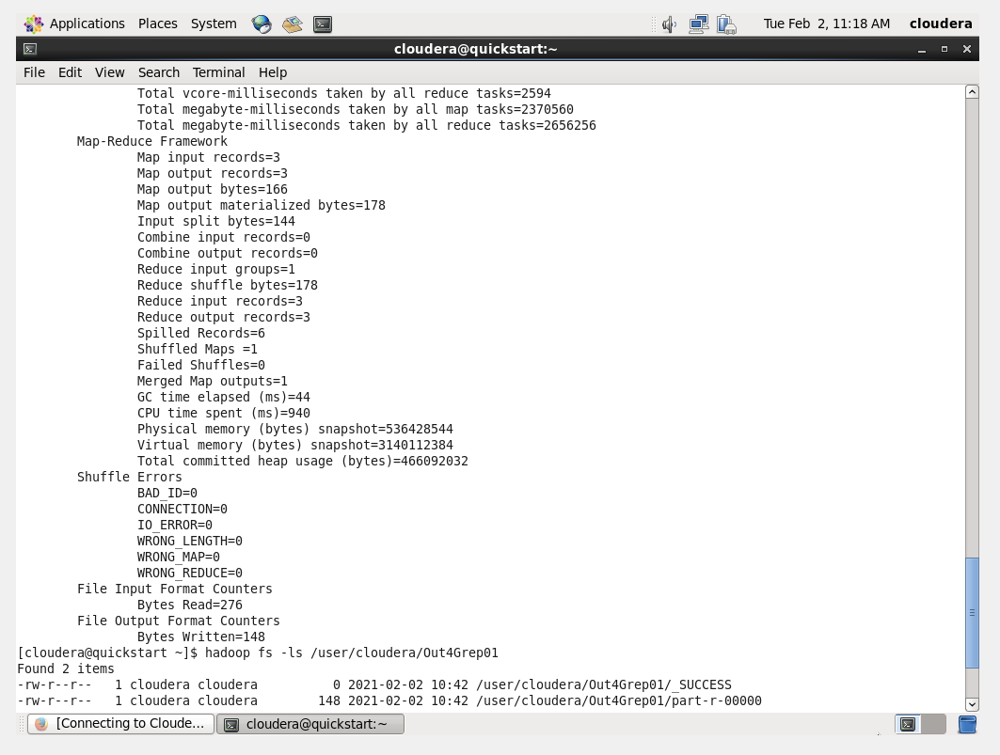 Applications Places System Tue Feb 2, 11:18 AM cloudera
cloudera@quickstart:~
File Edit View Search Terminal Help
Total vcore-milliseconds taken by all reduce tasks=2594
Total megabyte-milliseconds taken by all map tasks=2370560
Total megabyte-milliseconds taken by all reduce tasks=2656256
Map-Reduce Framework
Map input records=3
Map output records=3
Map output bytes=166
Map output materialized bytes=178
Input split bytes=144
Combine input records=0
Combine output records=0
Reduce input groups=1
Reduce shuffle bytes=178
Reduce input records=3
Reduce output records=3
Spilled Records=6
Shuffled Maps =1
Failed Shuffles=0
Merged Map outputs=1
GC time elapsed (ms)=44
CPU time spent (ms)=940
Physical memory (bytes) snapshot=536428544
Virtual memory (bytes) snapshot=3140112384
Total committed heap usage (bytes)=466092032
Shuffle Errors
BAD_ID=0
CONNECTION=0
IO_ERROR=0
WRONG_LENGTH=0
WRONG_MAP=0
WRONG_REDUCE=0
File Input Format Counters
Bytes Read=276
File Output Format Counters
Bytes Written=148
[cloudera@quickstart ~]$ hadoop fs -ls /user/cloudera/Out4Grep01
Found 2 items
-rw-r--r-- 1 cloudera cloudera 0 2021-02-02 10:42 /user/cloudera/Out4Grep01/_SUCCESS
-rw-r--r-- 1 cloudera cloudera 148 2021-02-02 10:42 /user/cloudera/Out4Grep01/part-r-00000
[Connecting to Cloude... cloudera@quickstart:~